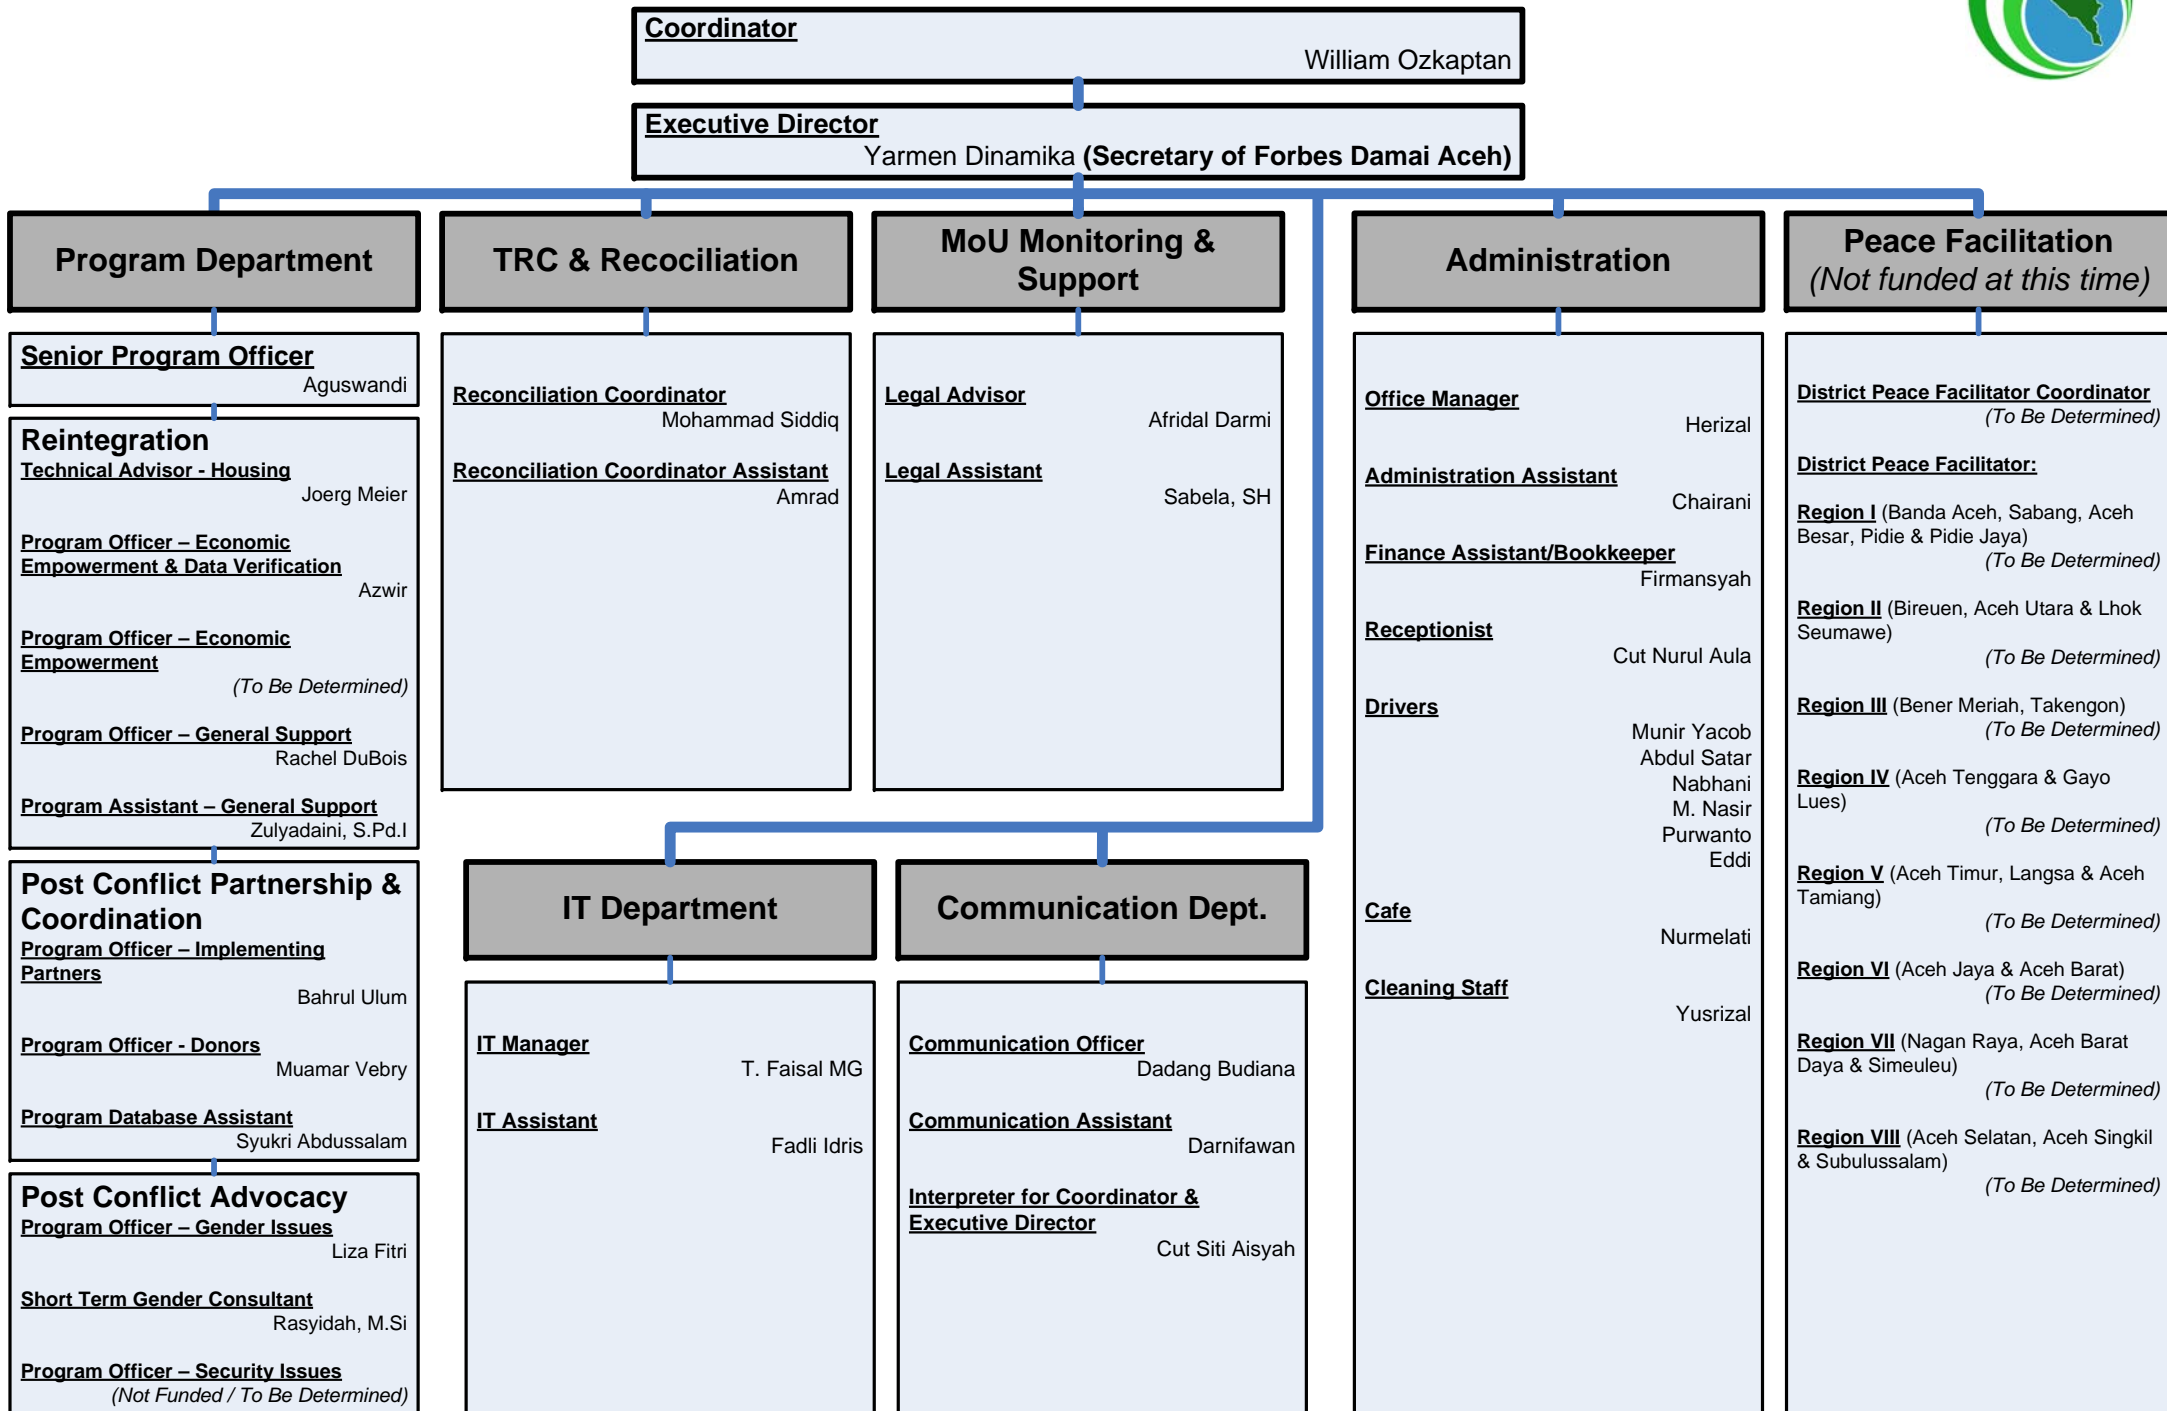 Coordinator
William Ozkaptan
Executive Director
Yarmen Dinamika (Secretary of Forbes Damai Aceh)
Program Department
Senior Program Officer
Aguswandi
Reintegration
Technical Advisor - Housing
Joerg Meier
Program Officer – Economic
Empowerment & Data Verification
Azwir
Program Officer – Economic
Empowerment
(To Be Determined)
Program Officer – General Support
Rachel DuBois
Program Assistant – General Support
Zulyadaini, S.Pd.I
Post Conflict Partnership &
Coordination
Program Officer – Implementing
Partners
Bahrul Ulum
Program Officer - Donors
Muamar Vebry
Program Database Assistant
Syukri Abdussalam
Post Conflict Advocacy
Program Officer – Gender Issues
Liza Fitri
Short Term Gender Consultant
Rasyidah, M.Si
Program Officer – Security Issues
(Not Funded / To Be Determined)
TRC & Recociliation
Reconciliation Coordinator
Mohammad Siddiq
Reconciliation Coordinator Assistant
Amrad
MoU Monitoring &
Support
Legal Advisor
Afridal Darmi
Legal Assistant
Sabela, SH
IT Department
IT Manager
T. Faisal MG
IT Assistant
Fadli Idris
Communication Dept.
Communication Officer
Dadang Budiana
Communication Assistant
Darnifawan
Interpreter for Coordinator &
Executive Director
Cut Siti Aisyah
Administration
Office Manager
Herizal
Administration Assistant
Chairani
Finance Assistant/Bookkeeper
Firmansyah
Receptionist
Cut Nurul Aula
Drivers
Munir Yacob
Abdul Satar
Nabhani
M. Nasir
Purwanto
Eddi
Cafe
Nurmelati
Cleaning Staff
Yusrizal
Peace Facilitation
(Not funded at this time)
District Peace Facilitator Coordinator
(To Be Determined)
District Peace Facilitator:
Region I (Banda Aceh, Sabang, Aceh
Besar, Pidie & Pidie Jaya)
(To Be Determined)
Region II (Bireuen, Aceh Utara & Lhok
Seumawe)
(To Be Determined)
Region III (Bener Meriah, Takengon)
(To Be Determined)
Region IV (Aceh Tenggara & Gayo
Lues)
(To Be Determined)
Region V (Aceh Timur, Langsa & Aceh
Tamiang)
(To Be Determined)
Region VI (Aceh Jaya & Aceh Barat)
(To Be Determined)
Region VII (Nagan Raya, Aceh Barat
Daya & Simeuleu)
(To Be Determined)
Region VIII (Aceh Selatan, Aceh Singkil
& Subulussalam)
(To Be Determined)